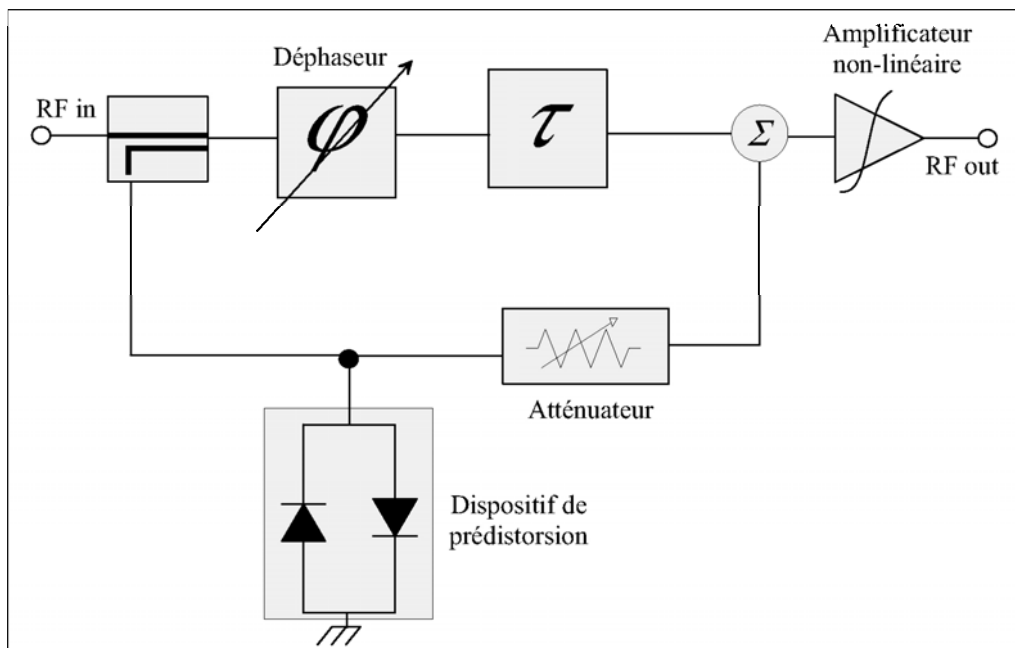 Amplificateur
non-linéaire
Déphaseur
RF in
φ
τ
Σ
RF out
Atténuateur
Dispositif de
prédistorsion